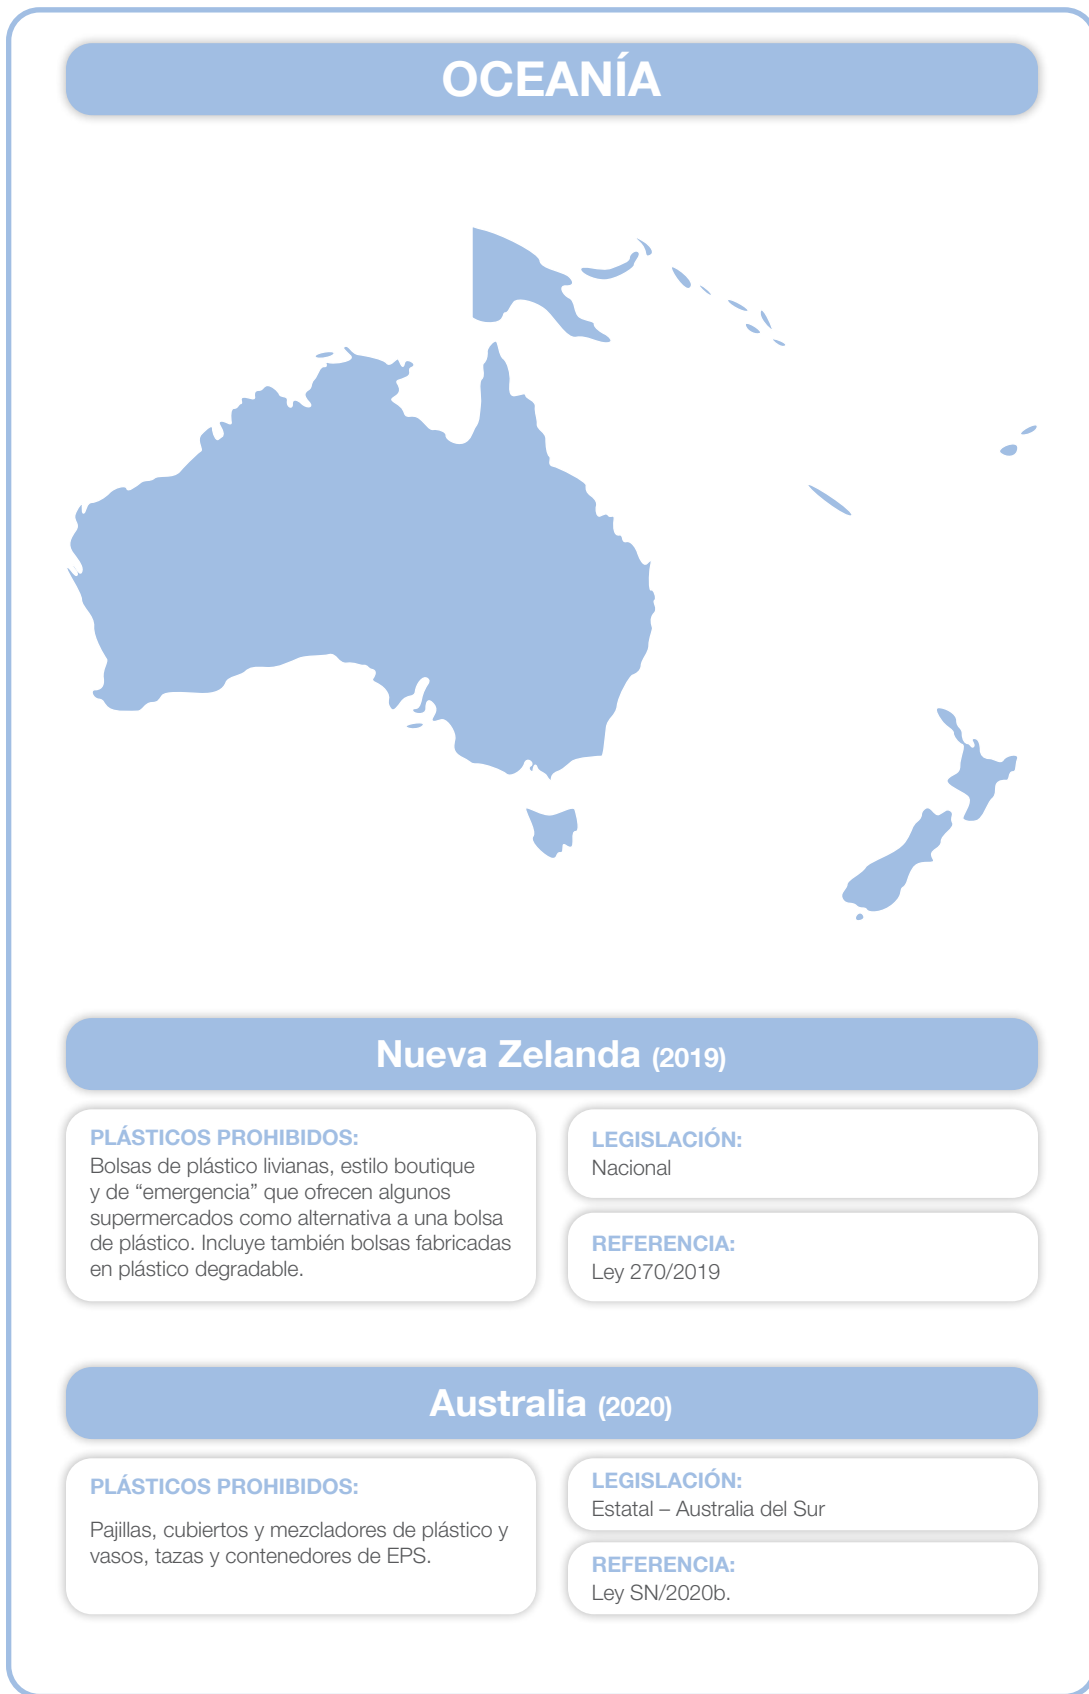 OCEANÍA
Nueva Zelanda (2019)
PLÁSTICOS PROHIBIDOS:
Bolsas de plástico livianas, estilo boutique
y de “emergencia” que ofrecen algunos
supermercados como alternativa a una bolsa
de plástico. Incluye también bolsas fabricadas
en plástico degradable.
LEGISLACIÓN:
Nacional
REFERENCIA:
Ley 270/2019
Australia (2020)
PLÁSTICOS PROHIBIDOS:
Pajillas, cubiertos y mezcladores de plástico y
vasos, tazas y contenedores de EPS.
LEGISLACIÓN:
Estatal – Australia del Sur
REFERENCIA:
Ley SN/2020b.